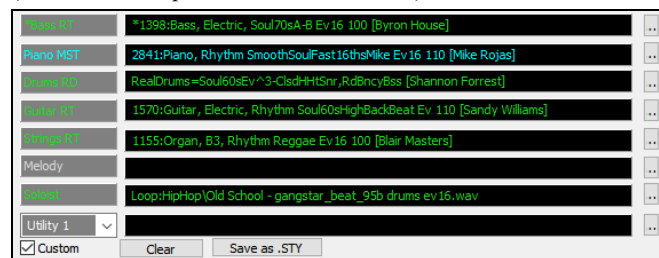 *Bass RT *1398:Bass, Electric, Soul70sA-B Ev16 [Byron House] ..
Piano MST 2841:Piano, Rhythm SmoothSoulFast16thsMike Ev16 110 [Mike Rojas] ..
Drums RD RealDrums=Soul60sEv^3-ClsdHHtSnr,RdBncyBss [Shannon Forrest] ..
Guitar RT 1570:Guitar, Electric, Rhythm Soul60sHighBackBeat Ev 110 [Sandy Williams] ..
Strings RT 1155:Organ, B3, Rhythm Reggae Ev16 100 [Blair Masters] ..
Melody ..
Soloist Loop:HipHop\Old School - gangstar_beat_95b drums ev16.wav ..
Utility 1 ..
Custom Clear Save as .STY